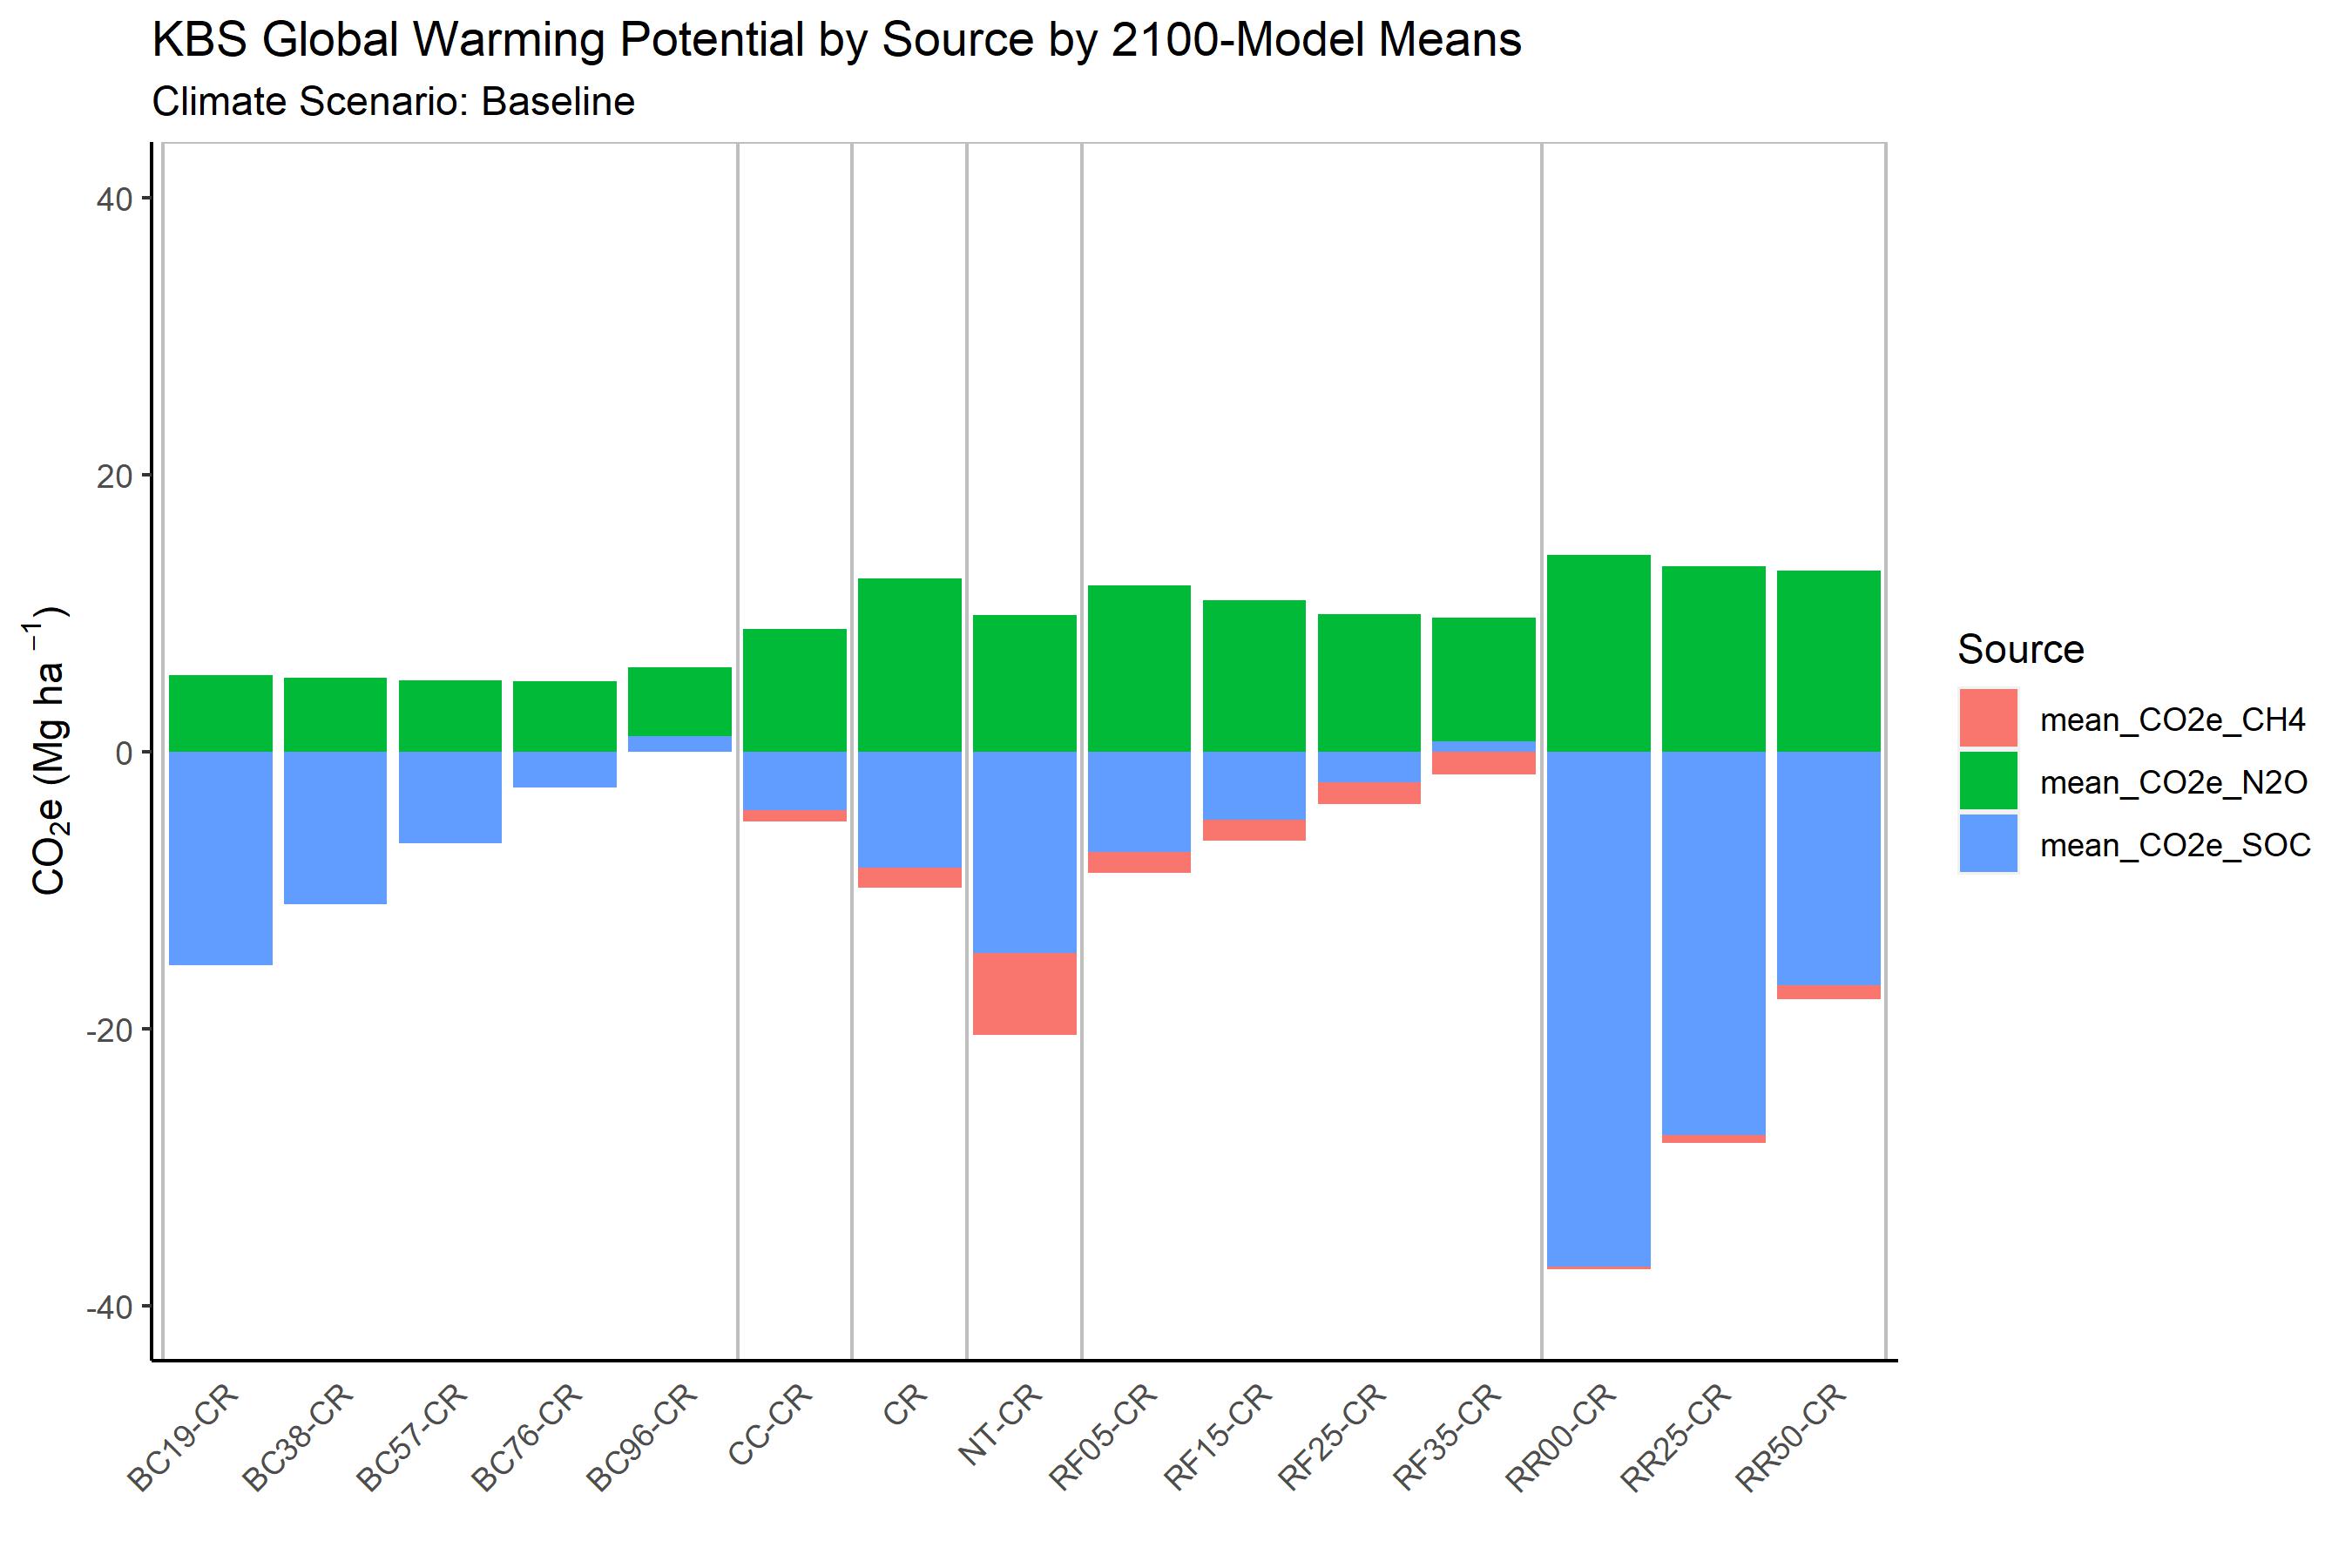 KBS Global Warming Potential by Source by 2100-Model Means
Climate Scenario: Baseline
40
20
0
-20
-40
CO₂e (Mg ha ⁻¹)
BC19-CR
BC38-CR
BC57-CR
BC76-CR
BC96-CR
CC-CR
CR
NT-CR
RF05-CR
RF15-CR
RF25-CR
RF35-CR
RR00-CR
RR25-CR
RR50-CR
Source
mean_CO2e_CH4
mean_CO2e_N2O
mean_CO2e_SOC